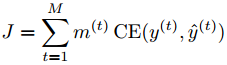 J = \sum_{t=1}^{M} m^{(t)} \, \mathrm{CE}(y^{(t)}, \hat{y}^{(t)})